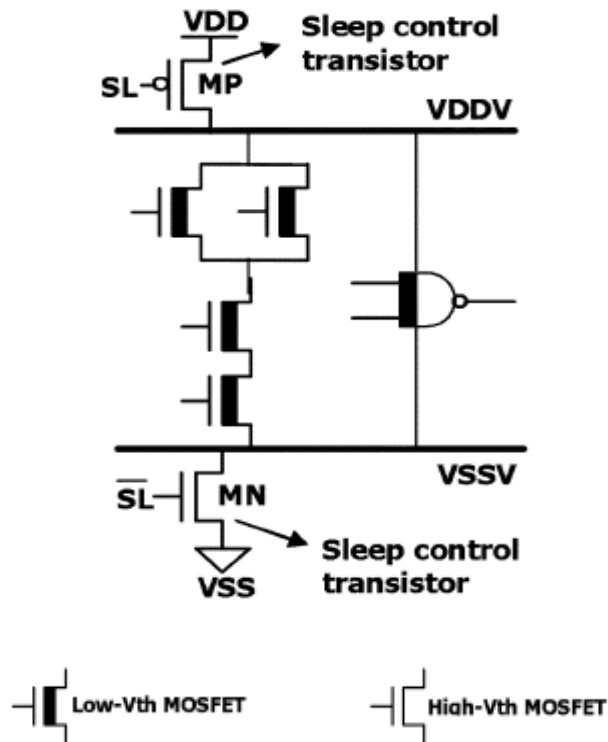 VDD
Sleep control
transistor
SL
MP
VDDV
VSSV
S̅L̅
MN
Sleep control
transistor
VSS
Low-Vth MOSFET
High-Vth MOSFET